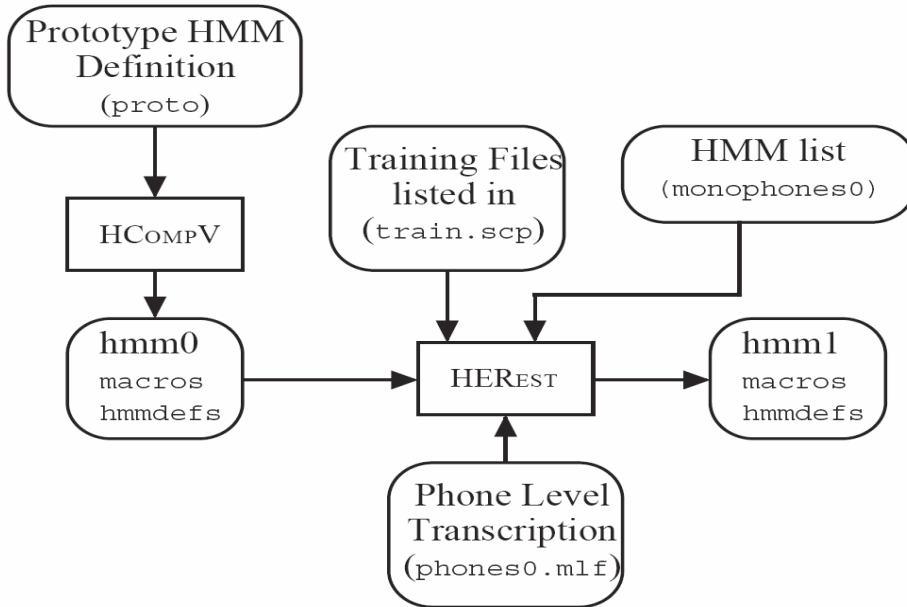 Prototype HMM
Definition
(proto)
HCOMPV
Training Files
listed in
(train.scp)
HMM list
(monophones0)
hmm0
macros
hmmdefs
HEREST
hmm1
macros
hmmdefs
Phone Level
Transcription
(phones0.mlf)